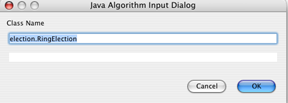 Java Algorithm Input Dialog
Class Name
election.RingElection
Cancel
OK